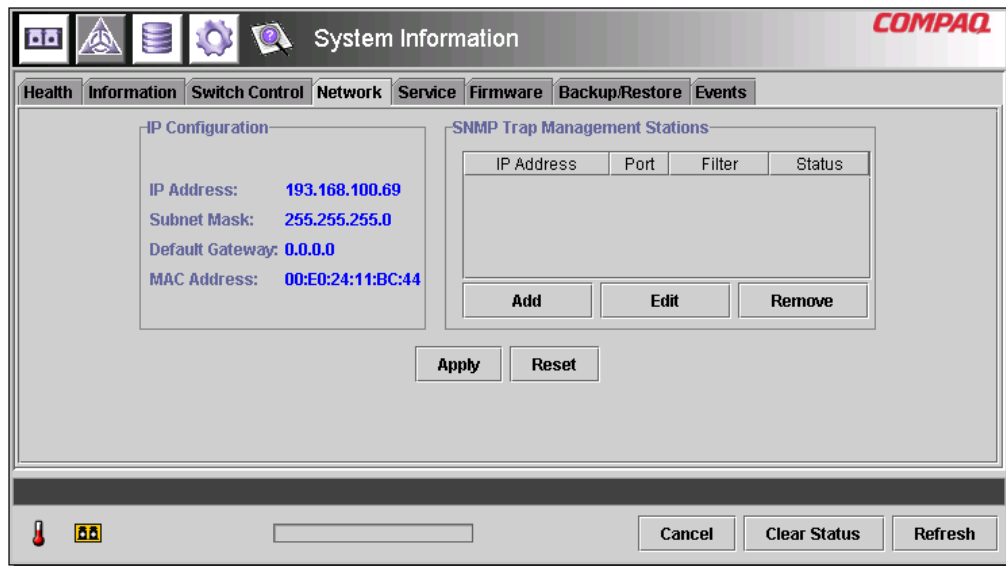 System Information
COMPAQ
Health Information Switch Control Network Service Firmware Backup/Restore Events
IP Configuration
IP Address: 193.168.100.69
Subnet Mask: 255.255.255.0
Default Gateway: 0.0.0.0
MAC Address: 00:E0:24:11:BC:44
SNMP Trap Management Stations
IP Address Port Filter Status
Add Edit Remove
Apply Reset
Cancel Clear Status Refresh